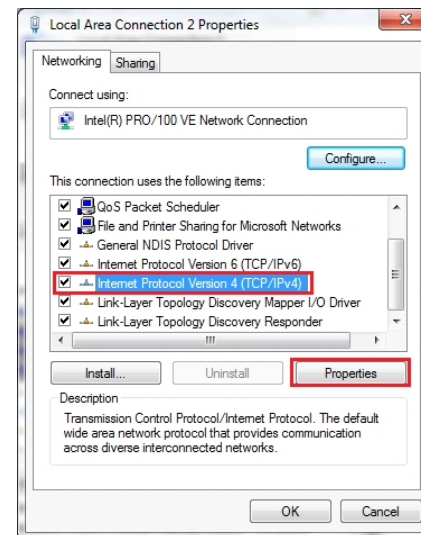 Local Area Connection 2 Properties
Networking Sharing
Connect using:
Intel(R) PRO/100 VE Network Connection
Configure...
This connection uses the following items:
QoS Packet Scheduler
File and Printer Sharing for Microsoft Networks
General NDIS Protocol Driver
Internet Protocol Version 6 (TCP/IPv6)
Internet Protocol Version 4 (TCP/IPv4)
Link-Layer Topology Discovery Mapper I/O Driver
Link-Layer Topology Discovery Responder
Install... Uninstall Properties
Description
Transmission Control Protocol/Internet Protocol. The default
wide area network protocol that provides communication
across diverse interconnected networks.
OK Cancel